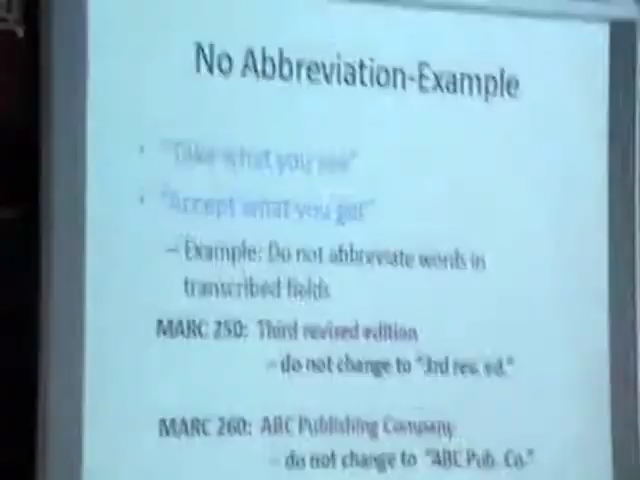 No Abbreviation-Example
• "Take what you see"
• "Accept what you get"
– Example: Do not abbreviate words in
transcribed fields
MARC 250: Third revised edition
– do not change to "3rd rev. ed."
MARC 260: ABC Publishing Company
– do not change to "ABC Pub. Co."